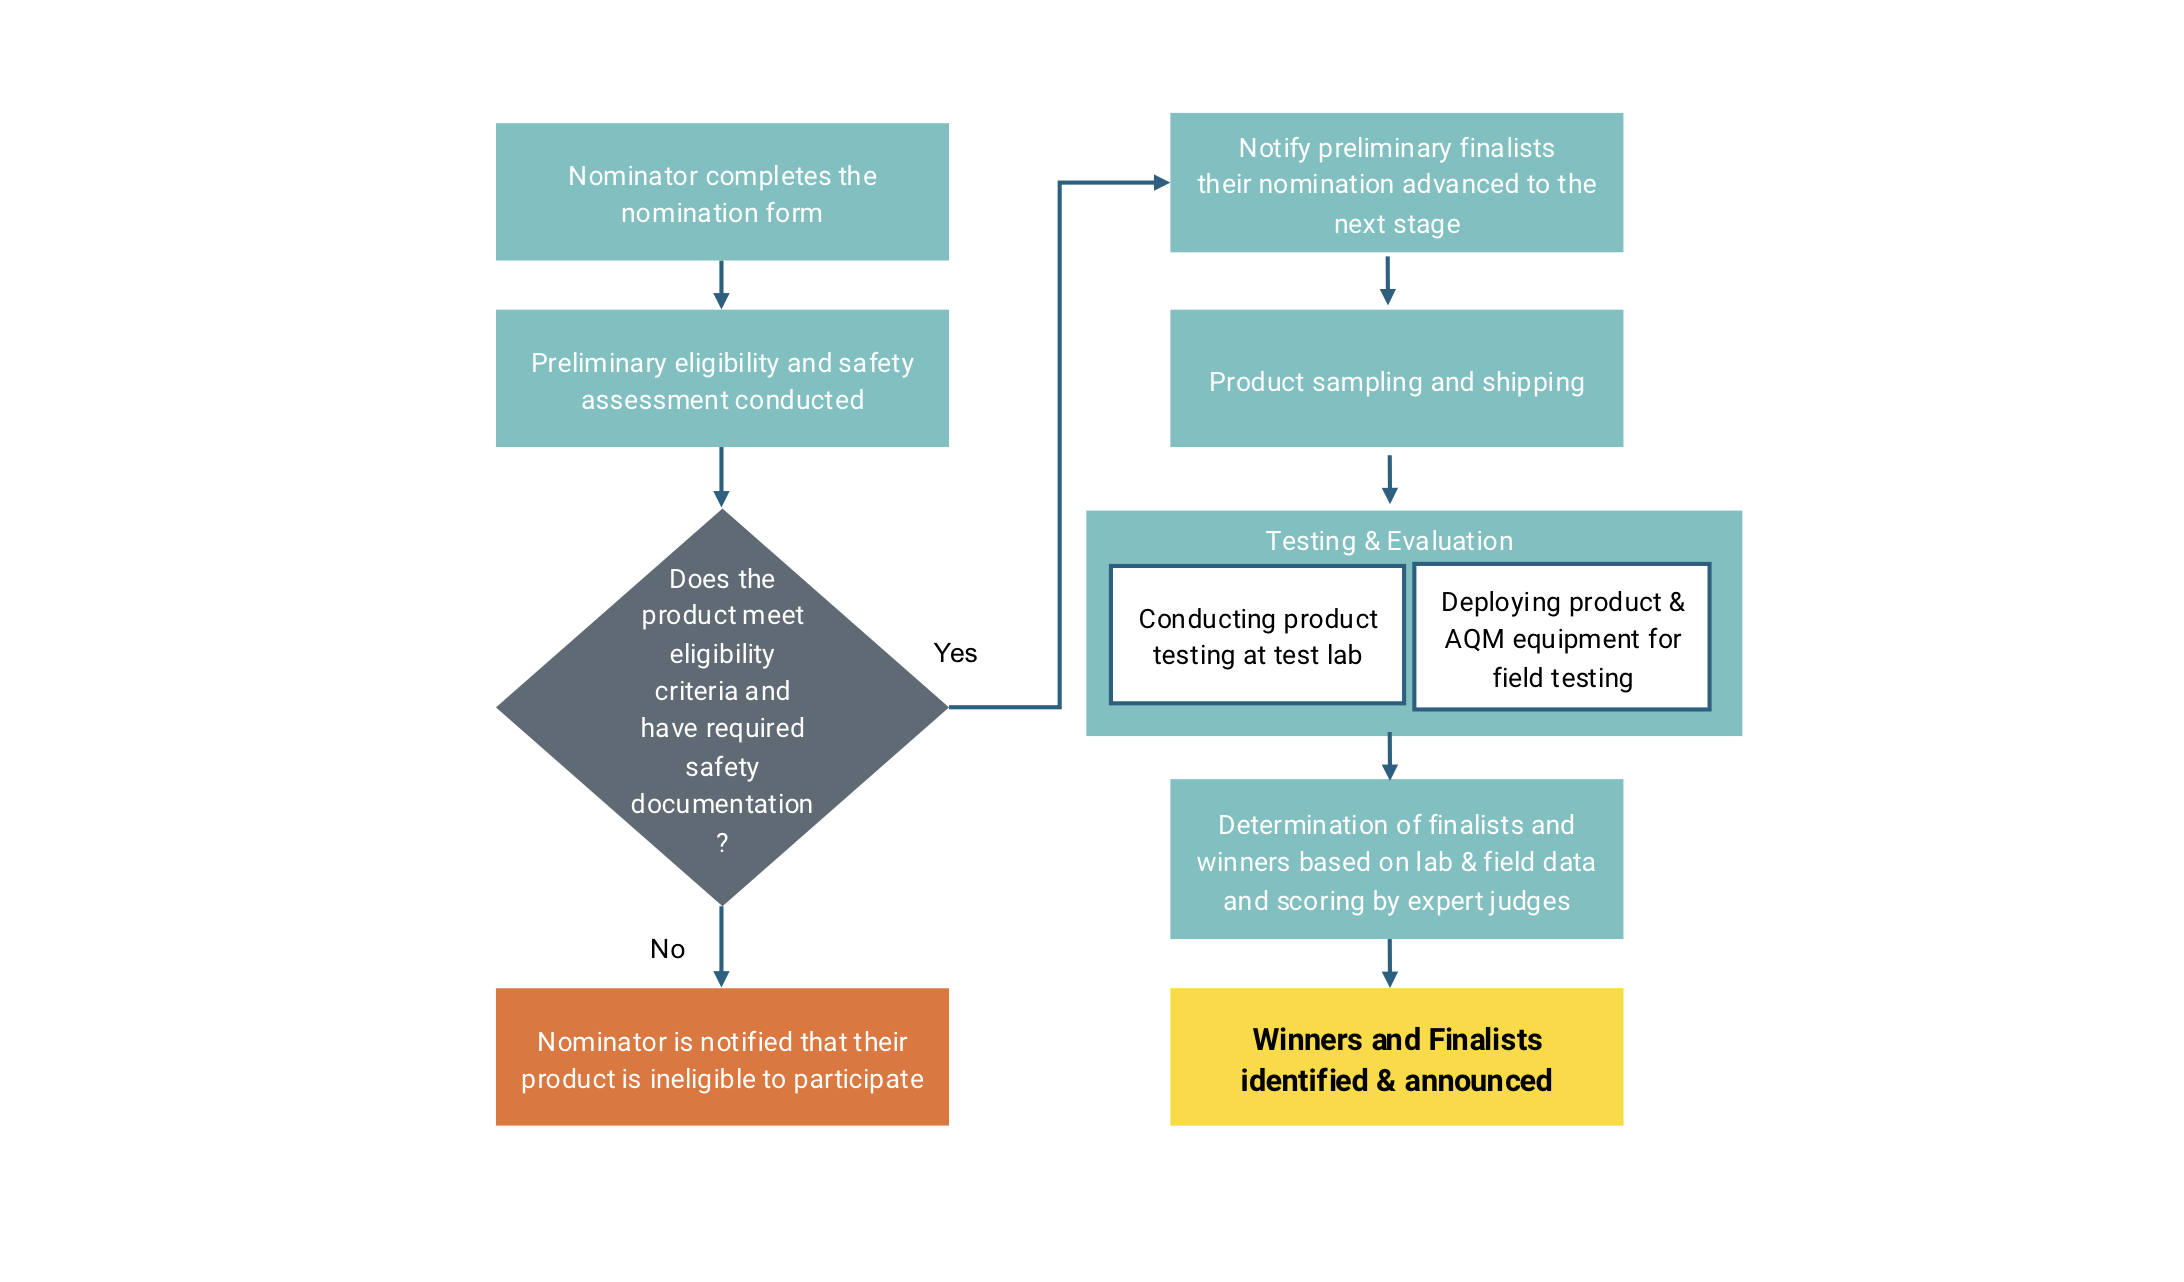 Nominator completes the
nomination form
Preliminary eligibility and safety
assessment conducted
Does the
product meet
eligibility
criteria and
have required
safety
documentation
?
Yes
No
Nominator is notified that their
product is ineligible to participate
Notify preliminary finalists
their nomination advanced to the
next stage
Product sampling and shipping
Testing & Evaluation
Conducting product
testing at test lab
Deploying product &
AQM equipment for
field testing
Determination of finalists and
winners based on lab & field data
and scoring by expert judges
Winners and Finalists
identified & announced